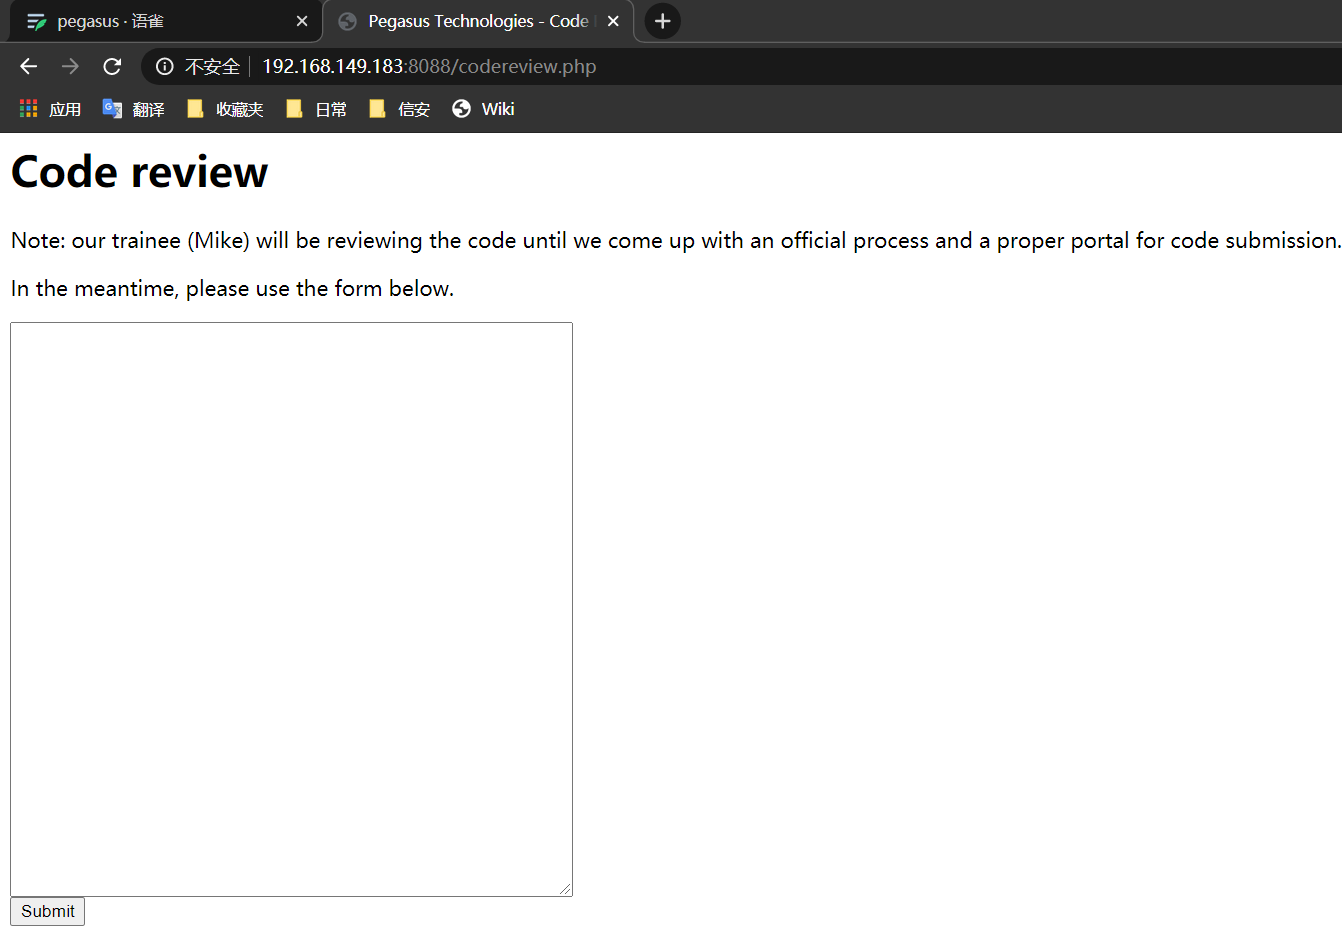 pegasus · 语雀
Pegasus Technologies - Code
不安全 192.168.149.183:8088/codereview.php
应用 翻译 收藏夹 日常 信安 Wiki
Code review
Note: our trainee (Mike) will be reviewing the code until we come up with an official process and a proper portal for code submission.
In the meantime, please use the form below.
Submit